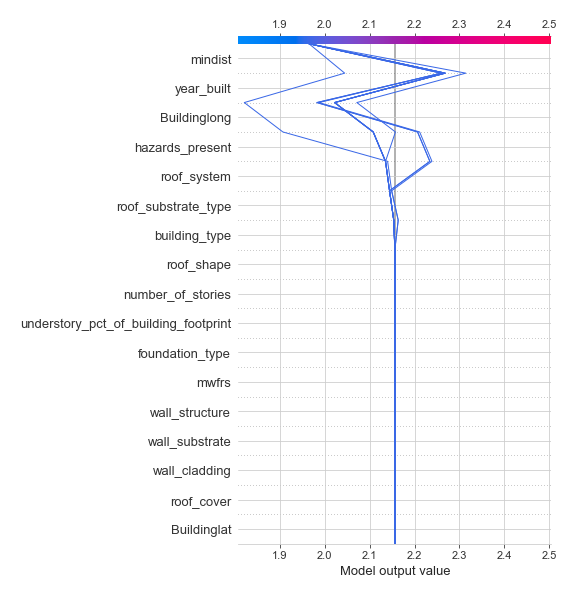 1.9 2.0 2.1 2.2 2.3 2.4 2.5
mindist
year_built
Buildinglong
hazards_present
roof_system
roof_substrate_type
building_type
roof_shape
number_of_stories
understory_pct_of_building_footprint
foundation_type
mwfrs
wall_structure
wall_substrate
wall_cladding
roof_cover
Buildinglat
1.9 2.0 2.1 2.2 2.3 2.4 2.5
Model output value